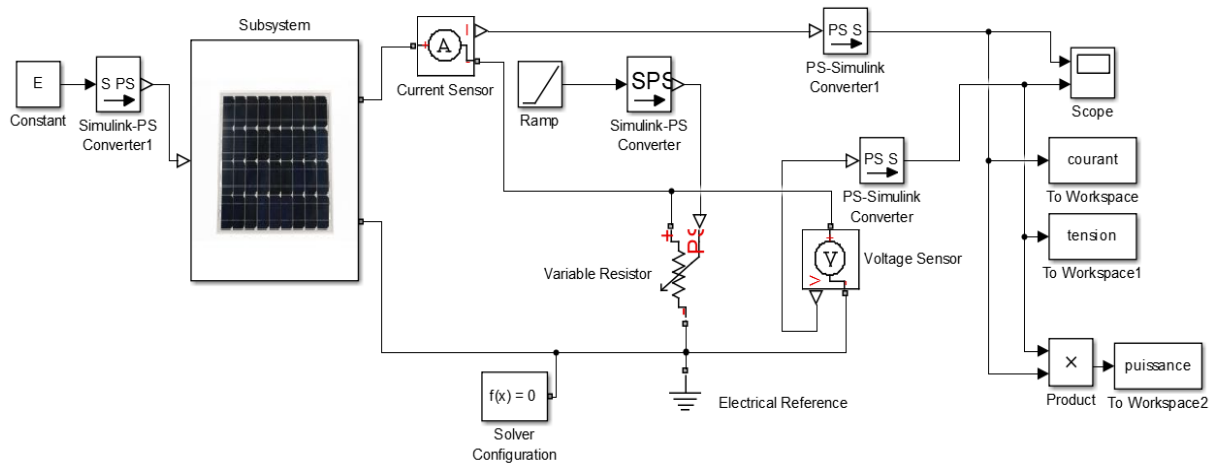 Subsystem
E
Constant
S PS
Simulink-PS
Converter1
+
A
-
I
Current Sensor
Ramp
SPS
Simulink-PS
Converter
PS S
PS-Simulink
Converter1
Scope
PS S
PS-Simulink
Converter
courant
To Workspace
tension
To Workspace1
+
PS
-
Variable Resistor
+
V
-
V
Voltage Sensor
f(x) = 0
Solver
Configuration
Electrical Reference
×
Product
puissance
To Workspace2